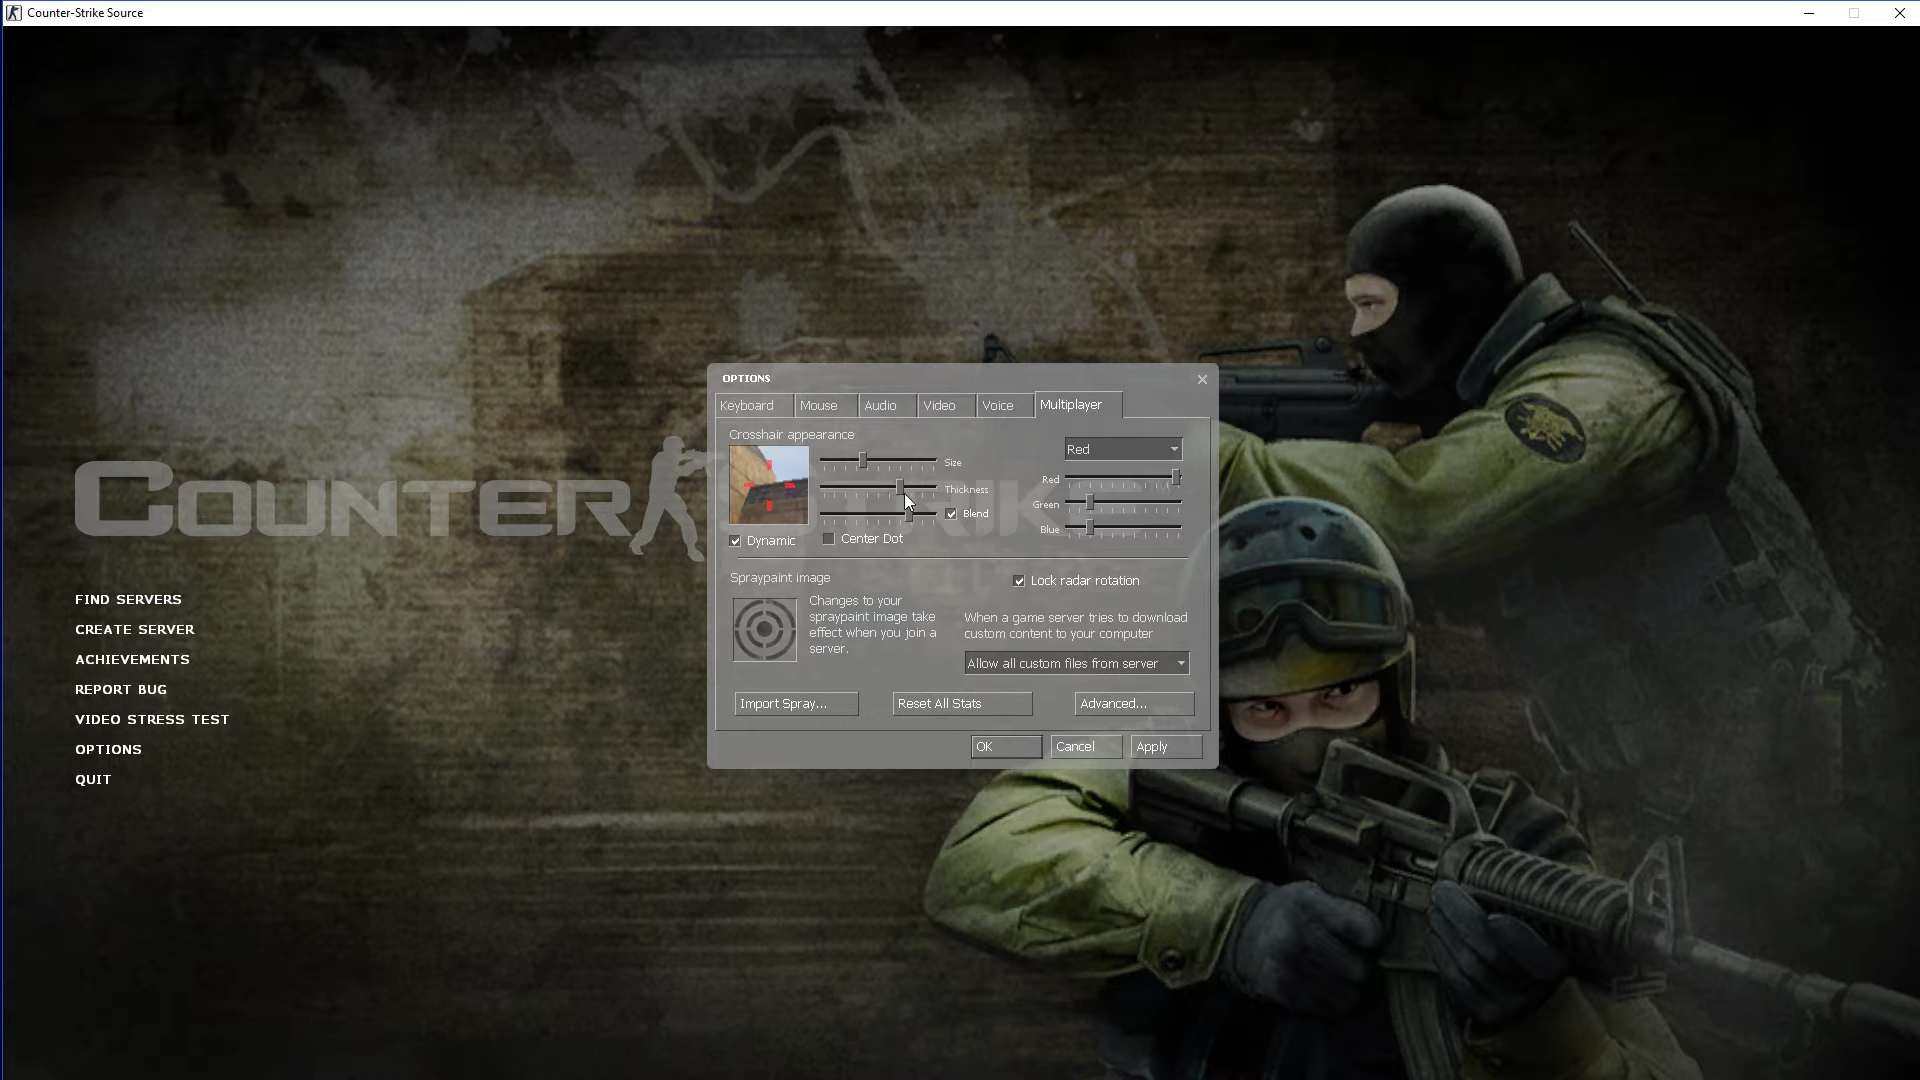 Counter-Strike Source
COUNTER STRIKE
FIND SERVERS
CREATE SERVER
ACHIEVEMENTS
REPORT BUG
VIDEO STRESS TEST
OPTIONS
QUIT
OPTIONS
Keyboard
Mouse
Audio
Video
Voice
Multiplayer
Crosshair appearance
Size
Thickness
Blend
Dynamic
Center Dot
Red
Red
Green
Blue
Spraypaint image
Changes to your
spraypaint image take
effect when you join a
server.
Lock radar rotation
When a game server tries to download
custom content to your computer
Allow all custom files from server
Import Spray...
Reset All Stats
Advanced...
OK
Cancel
Apply